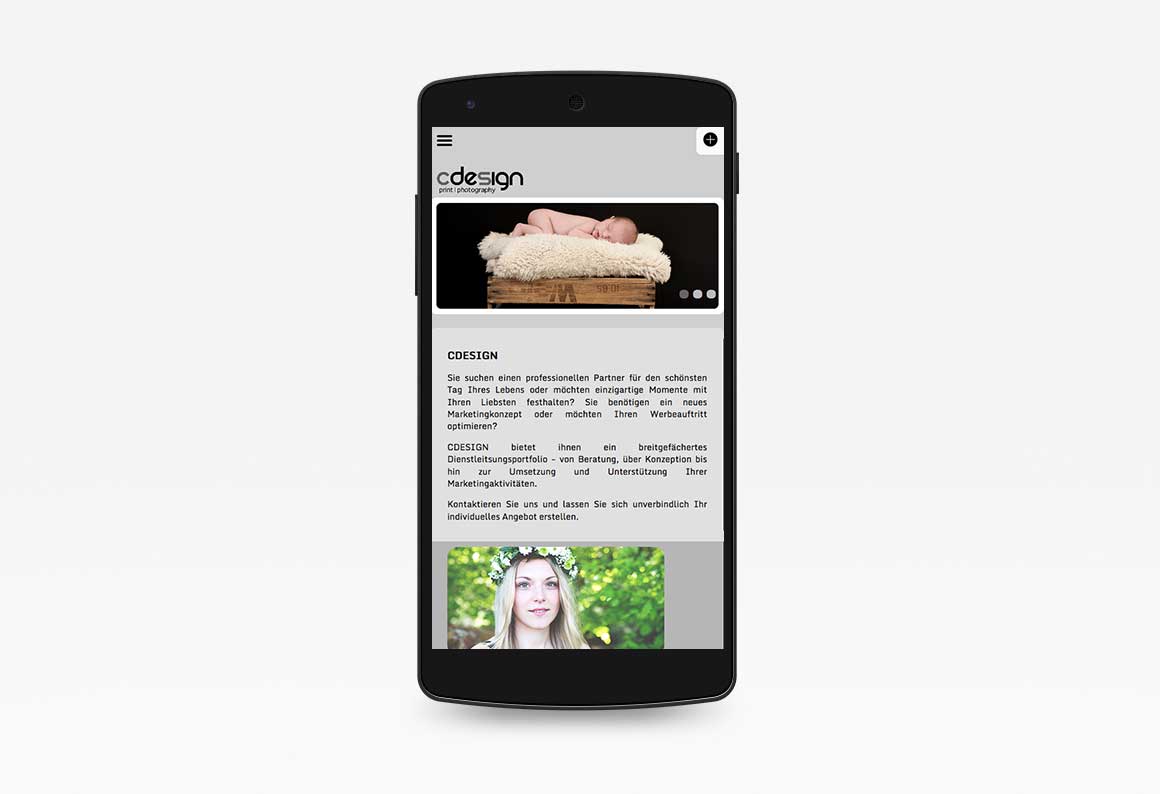 cdesign
print | photography
CDESIGN
Sie suchen einen professionellen Partner für den schönsten
Tag Ihres Lebens oder möchten einzigartige Momente mit
Ihren Liebsten festhalten? Sie benötigen ein neues
Marketingkonzept oder möchten Ihren Werbeauftritt
optimieren?
CDESIGN bietet ihnen ein breitgefächertes
Dienstleitsungsportfolio – von Beratung, über Konzeption bis
hin zur Umsetzung und Unterstützung Ihrer
Marketingaktivitäten.
Kontaktieren Sie uns und lassen Sie sich unverbindlich Ihr
individuelles Angebot erstellen.